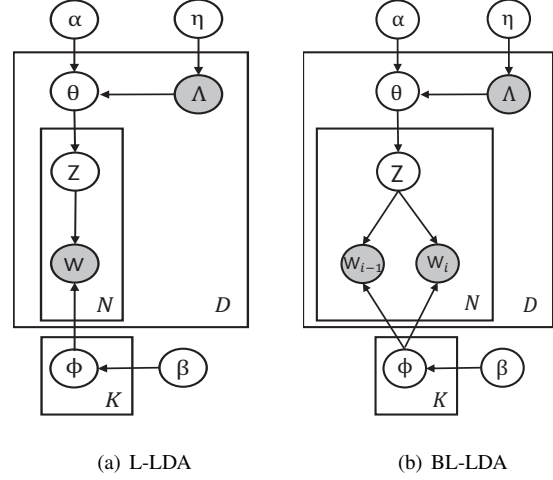 α η α η
θ Λ θ Λ
Z Z
W W_{i−1} W_i
N D N D
ϕ β ϕ β
K K
(a) L-LDA (b) BL-LDA